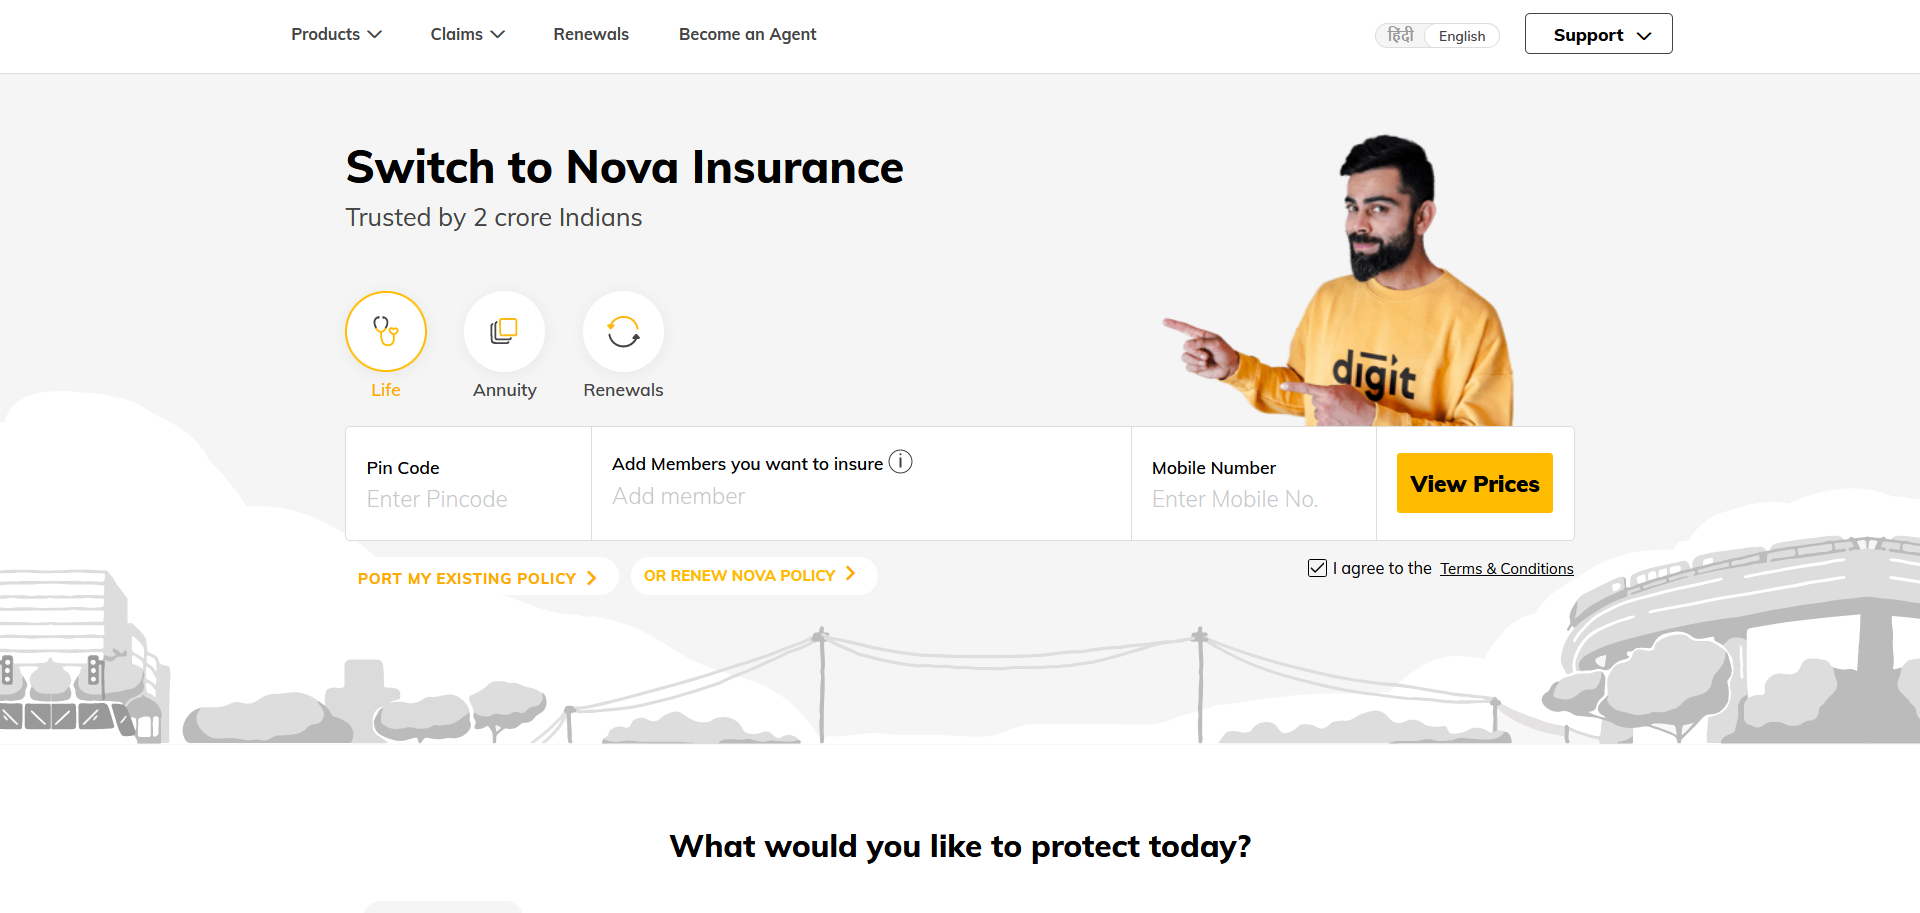 Products
Claims
Renewals
Become an Agent
हिंदी
English
Support
Switch to Nova Insurance
Trusted by 2 crore Indians
digit
Life
Annuity
Renewals
Pin Code
Enter Pincode
Add Members you want to insure
Add member
Mobile Number
Enter Mobile No.
View Prices
PORT MY EXISTING POLICY
OR RENEW NOVA POLICY
I agree to the Terms & Conditions
What would you like to protect today?